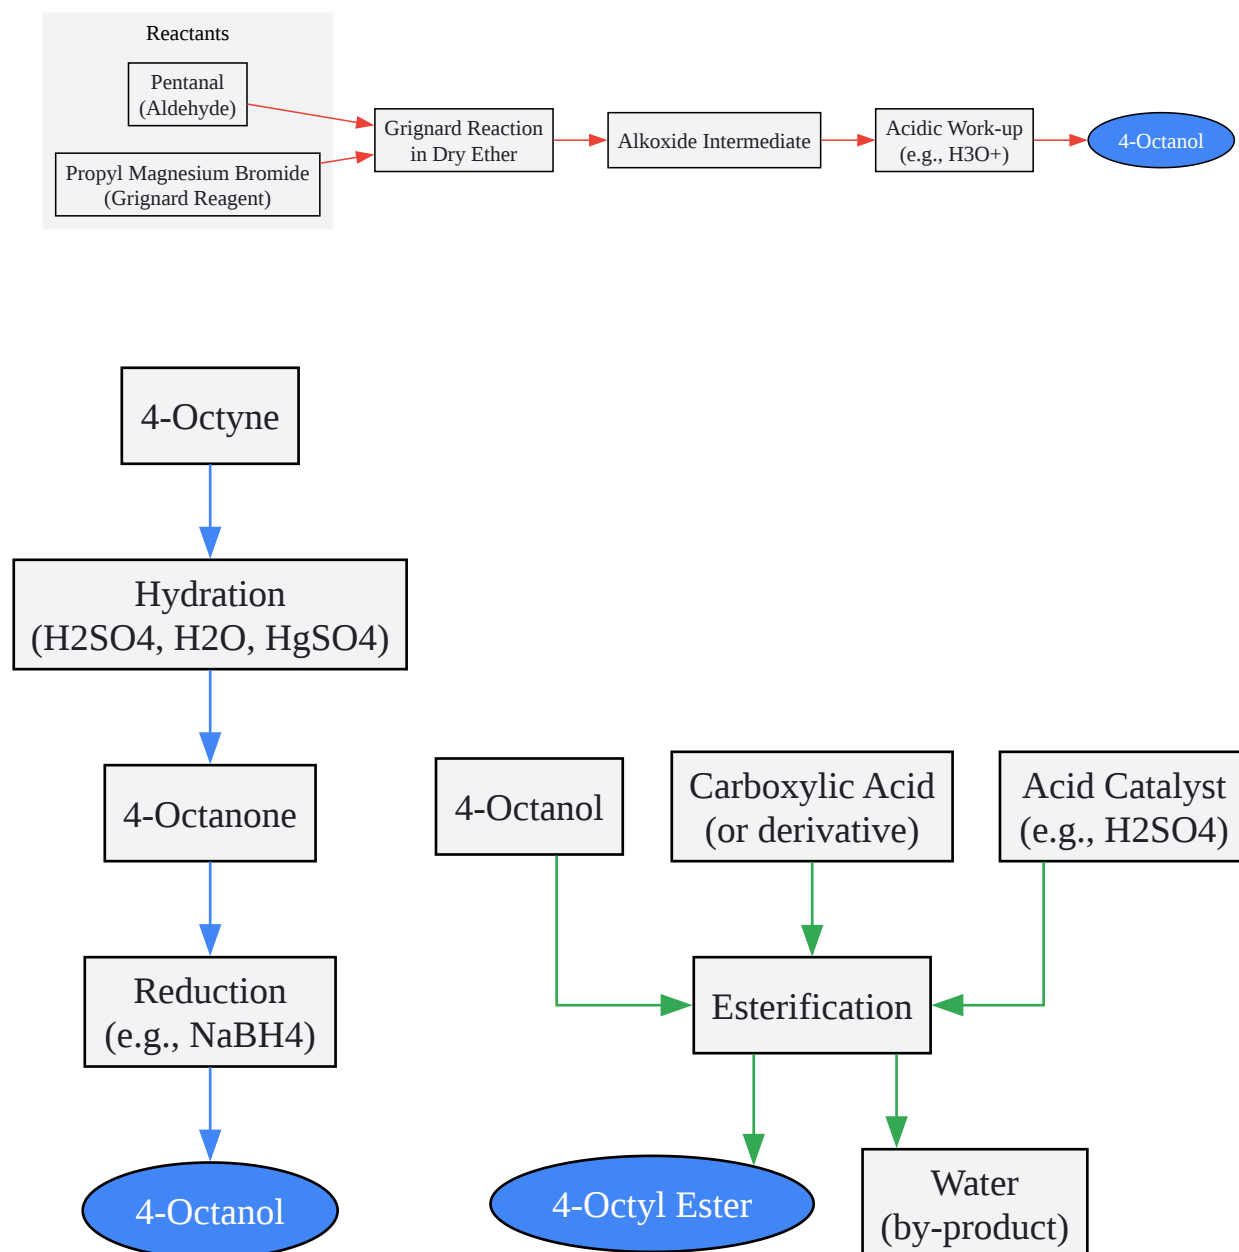 Reactants
Pentanal
(Aldehyde)
Propyl Magnesium Bromide
(Grignard Reagent)
Grignard Reaction
in Dry Ether
Alkoxide Intermediate
Acidic Work-up
(e.g., H3O+)
4-Octanol
4-Octyne
Hydration
(H2SO4, H2O, HgSO4)
4-Octanone
Reduction
(e.g., NaBH4)
4-Octanol
4-Octanol
Carboxylic Acid
(or derivative)
Acid Catalyst
(e.g., H2SO4)
Esterification
4-Octyl Ester
Water
(by-product)